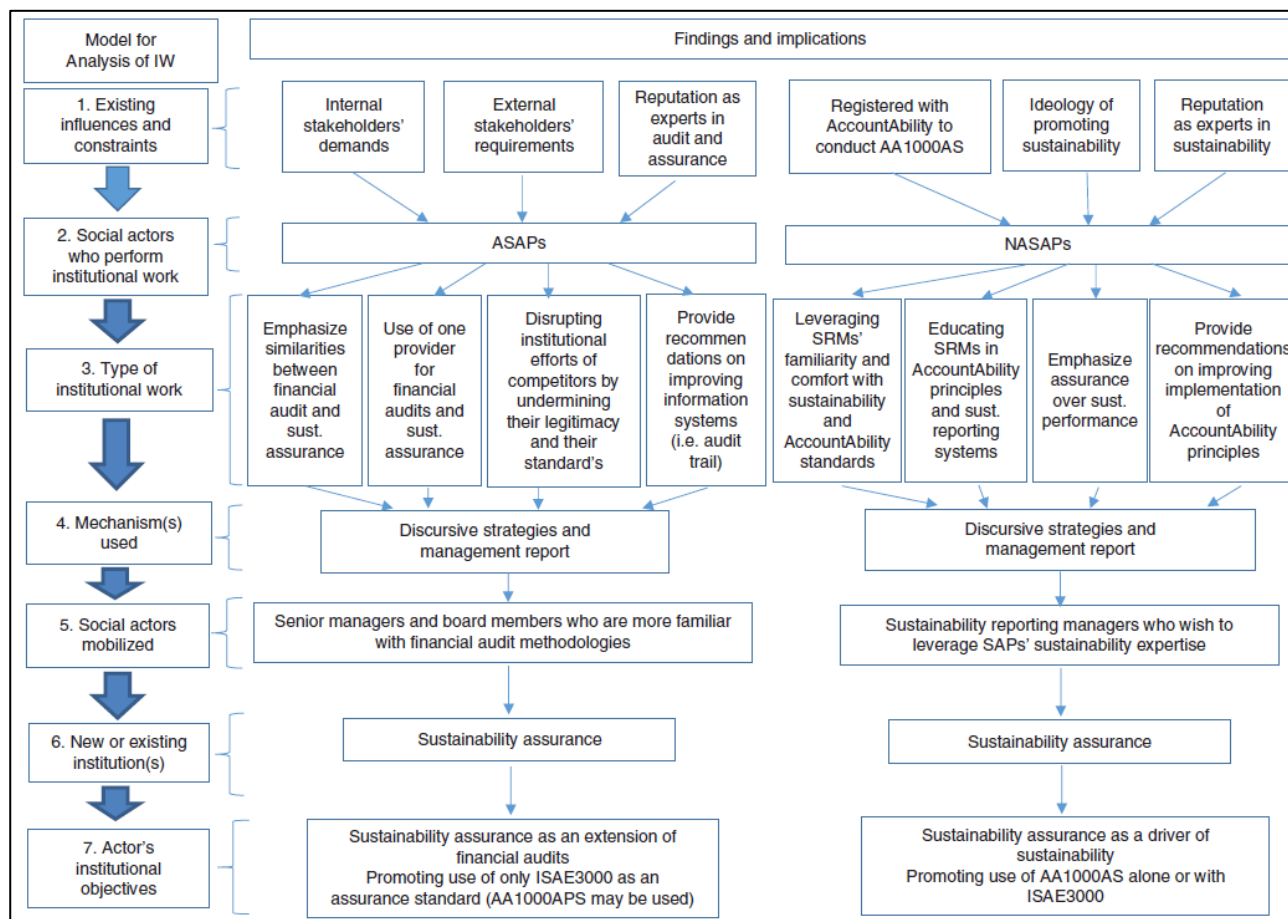 Model for
Analysis of IW
Findings and implications
1. Existing
influences and
constraints
Internal
stakeholders’
demands
External
stakeholders’
requirements
Reputation as
experts in
audit and
assurance
Registered with
AccountAbility to
conduct AA1000AS
Ideology of
promoting
sustainability
Reputation
as experts in
sustainability
2. Social actors
who perform
institutional work
ASAPs
NASAPs
3. Type of
institutional work
Emphasize
similarities
between
financial
audit and
sust.
assurance
Use of one
provider
for
financial
audits and
sust.
assurance
Disrupting
institutional
efforts of
competitors by
undermining
their legitimacy
and their
standard’s
Provide
recommen
dations on
improving
information
systems
(i.e. audit
trail)
Leveraging
SRMs’
familiarity and
comfort with
sustainability
and
AccountAbility
standards
Educating
SRMs in
AccountAbility
principles
and sust.
reporting
systems
Emphasize
assurance
over sust.
performance
Provide
recommendations
on improving
implementation
of
AccountAbility
principles
4. Mechanism(s)
used
Discursive strategies and
management report
Discursive strategies and
management report
5. Social actors
mobilized
Senior managers and board members who are more familiar
with financial audit methodologies
Sustainability reporting managers who wish to
leverage SAPs’ sustainability expertise
6. New or existing
institution(s)
Sustainability assurance
Sustainability assurance
7. Actor’s
institutional
objectives
Sustainability assurance as an extension of
financial audits
Promoting use of only ISAE3000 as an
assurance standard (AA1000APS may be used)
Sustainability assurance as a driver of
sustainability
Promoting use of AA1000AS alone or with
ISAE3000